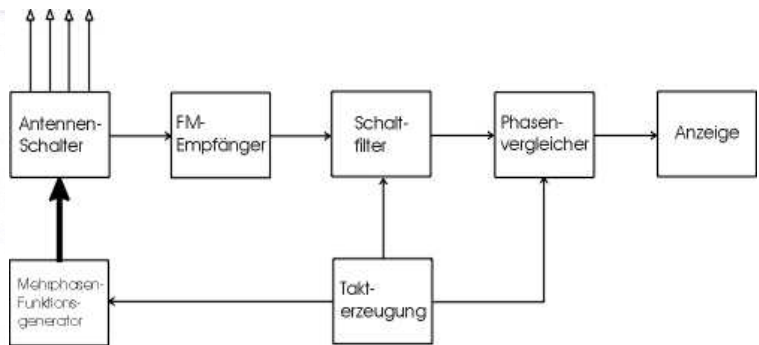 Antennen-
Schalter
FM-
Empfänger
Schalt-
filter
Phasen-
vergleicher
Anzeige
Mehrphasen-
Funktions-
generator
Takt-
erzeugung